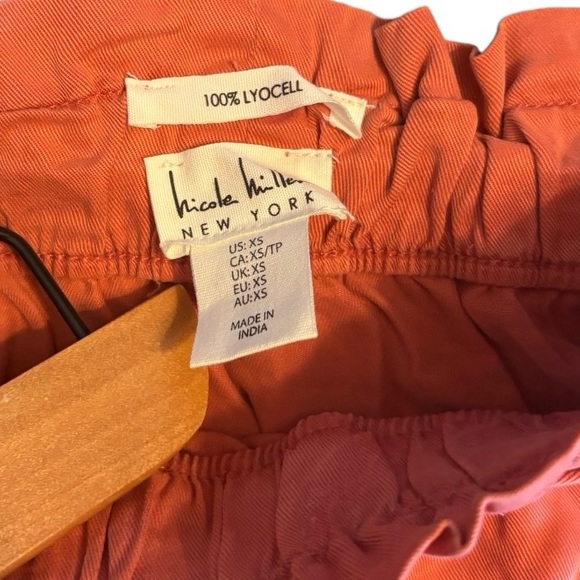 100% LYOCELL
Nicole Miller
NEW YORK
US: XS
CA: XS/TP
UK: XS
EU: XS
AU: XS
MADE IN
INDIA